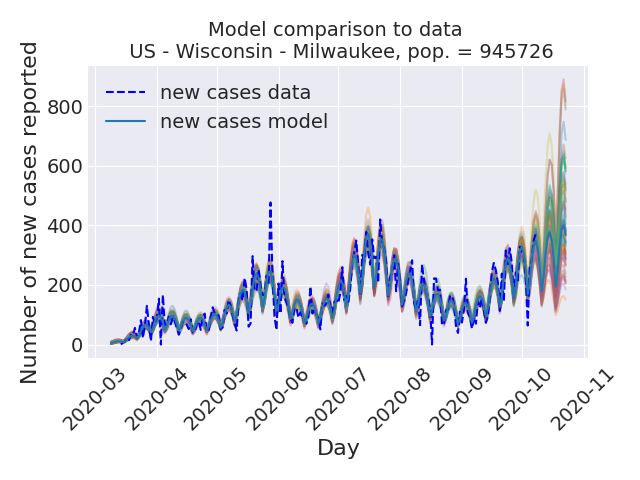 Model comparison to data
US - Wisconsin - Milwaukee, pop. = 945726
Number of new cases reported
800
600
400
200
0
new cases data
new cases model
2020-03
2020-04
2020-05
2020-06
2020-07
2020-08
2020-09
2020-10
2020-11
Day